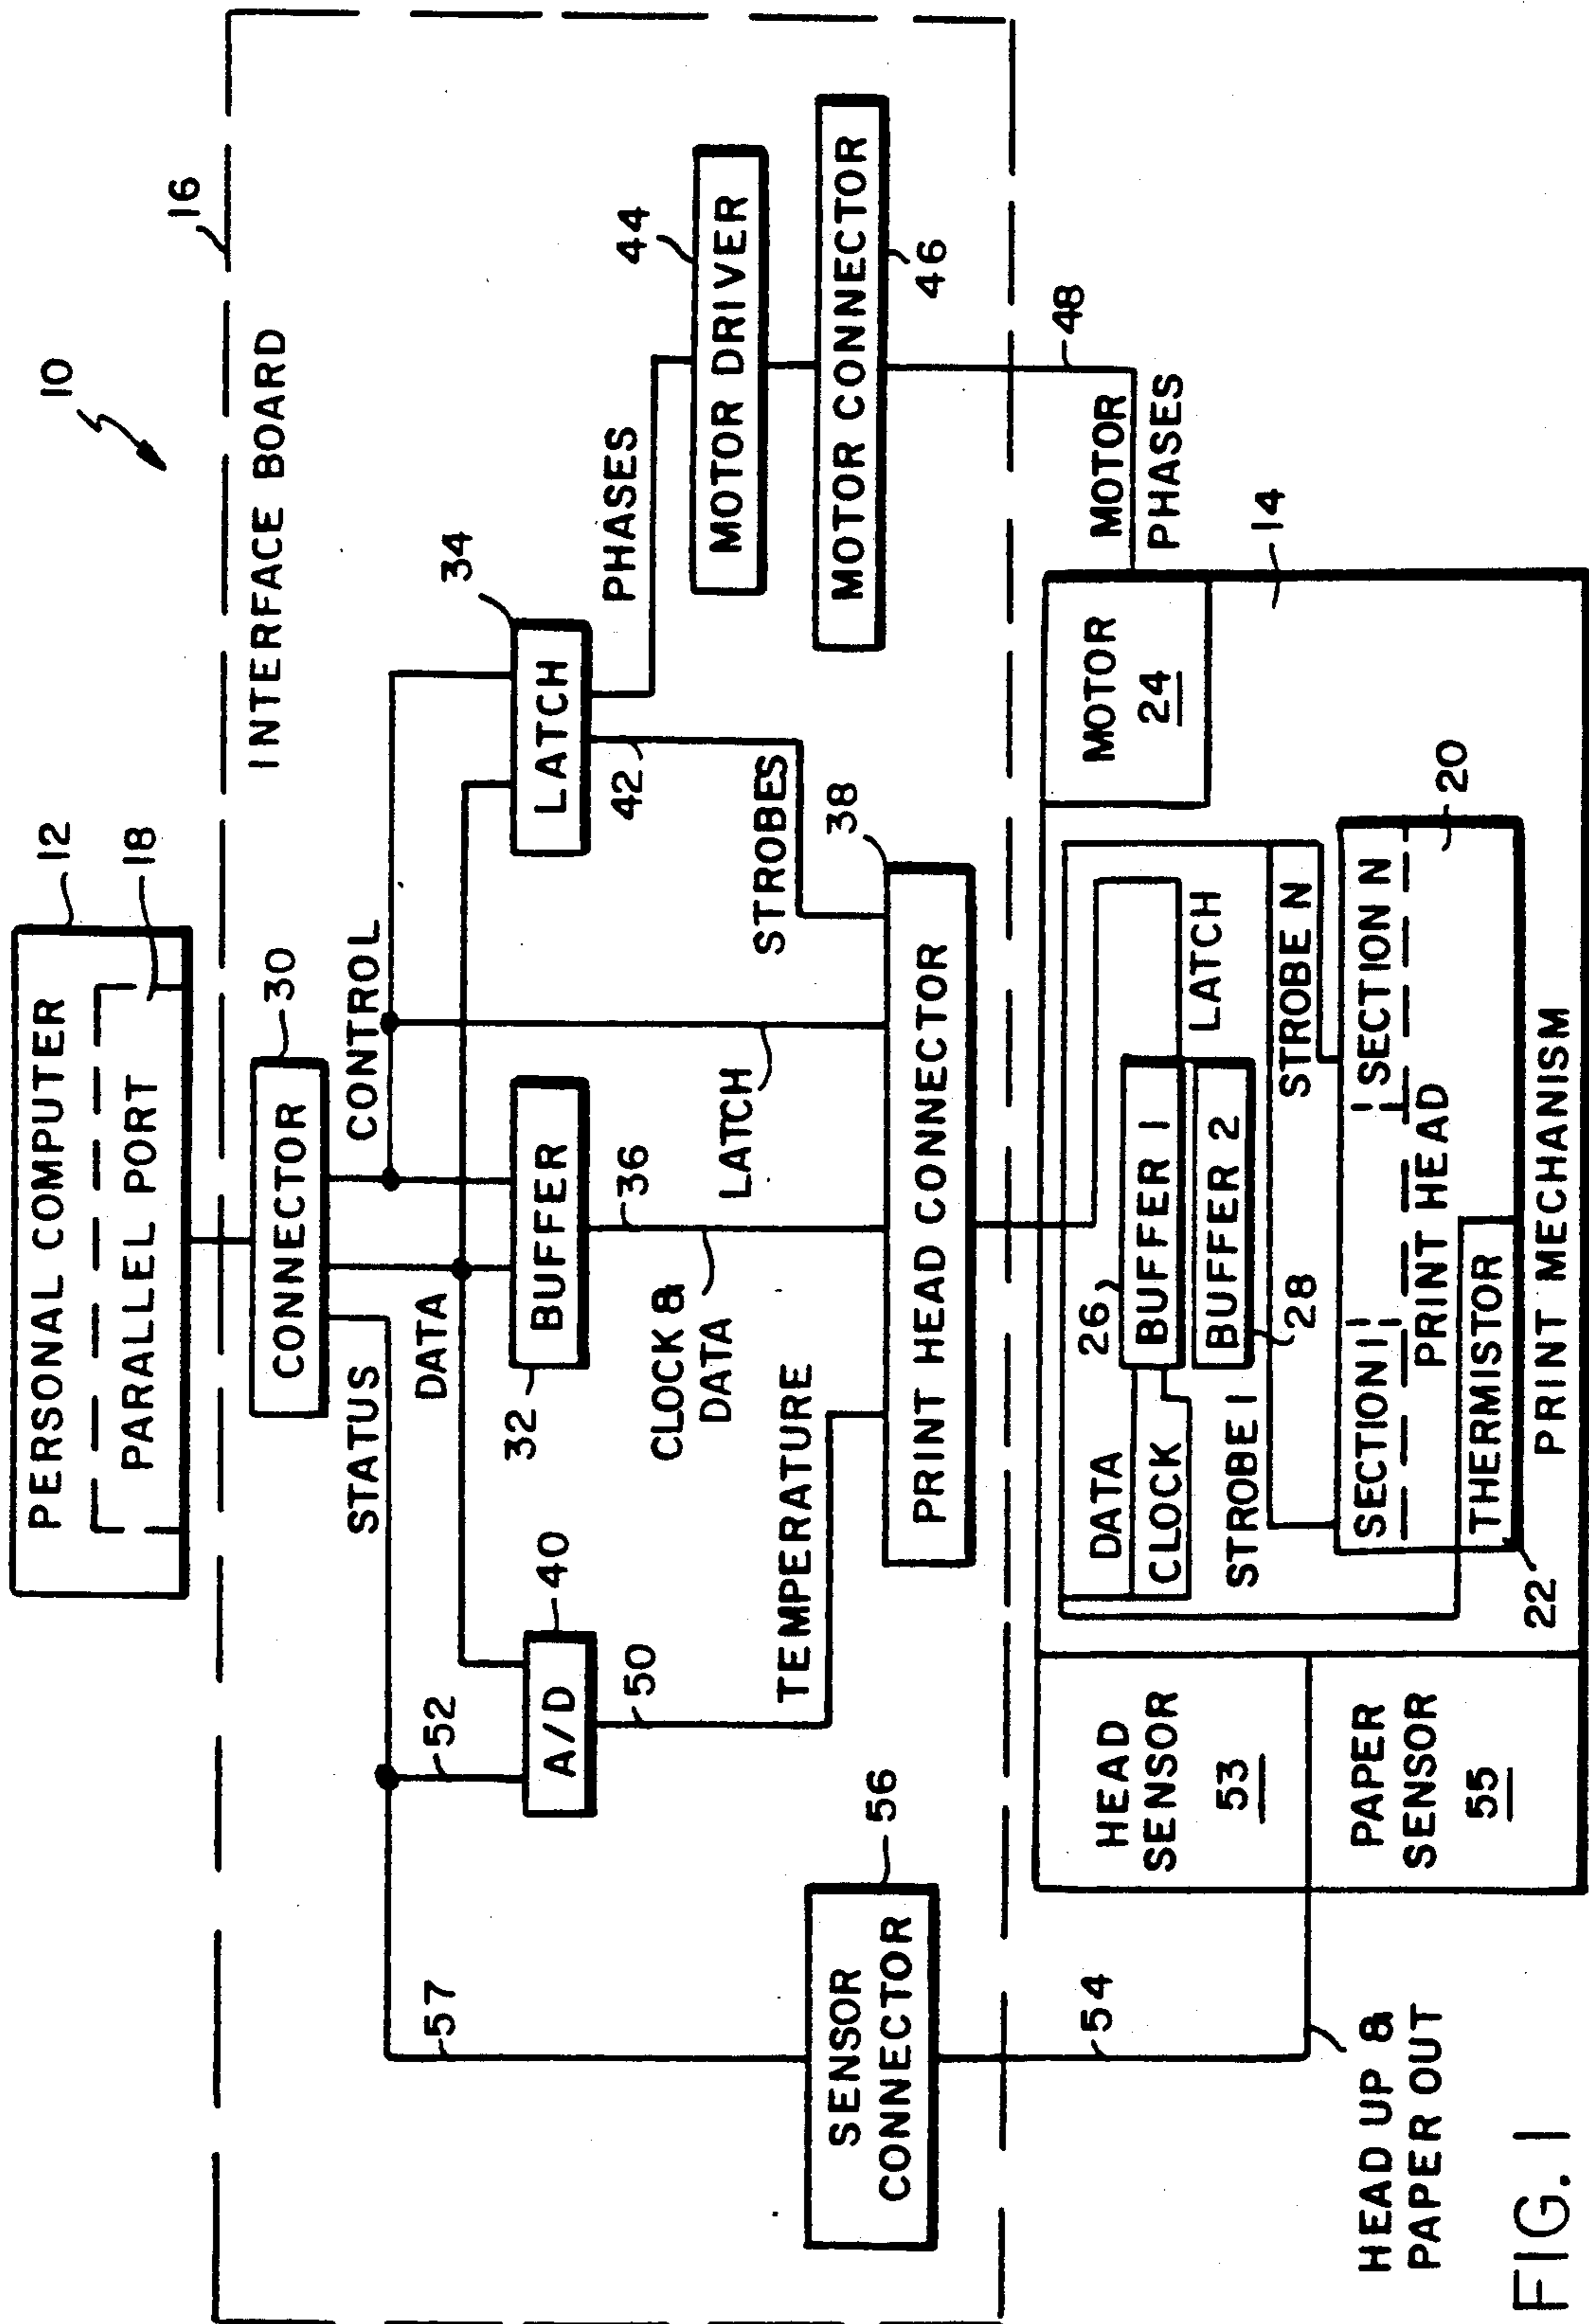 10
PERSONAL COMPUTER
12
PARALLEL PORT
18
16
INTERFACE BOARD
CONNECTOR
30
STATUS
DATA
CONTROL
57
52
A/D
40
50
BUFFER
32
36
LATCH
34
42
PHASES
MOTOR DRIVER
44
MOTOR CONNECTOR
46
48
CLOCK &
DATA
LATCH
STROBES
TEMPERATURE
SENSOR
CONNECTOR
56
PRINT HEAD CONNECTOR
38
54
HEAD UP &
PAPER OUT
HEAD
SENSOR
53
PAPER
SENSOR
55
DATA
CLOCK
26
BUFFER 1
BUFFER 2
28
LATCH
STROBE 1
STROBE N
SECTION 1
SECTION N
PRINT HEAD
20
THERMISTOR
22
PRINT MECHANISM
MOTOR
24
14
MOTOR
PHASES
FIG. 1